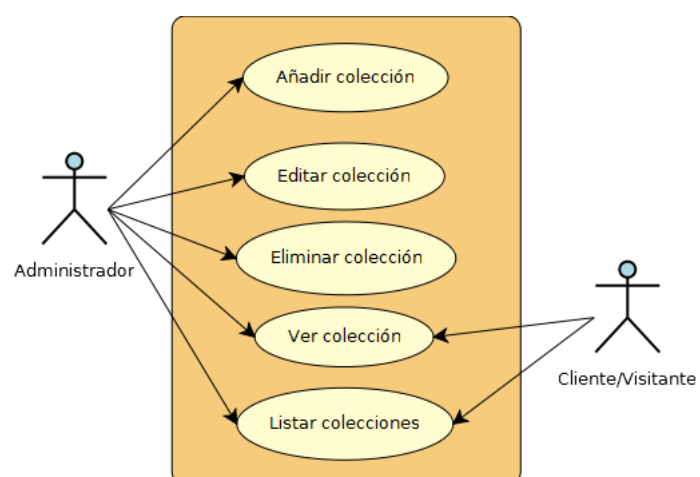 Añadir colección
Editar colección
Eliminar colección
Administrador
Ver colección
Cliente/Visitante
Listar colecciones